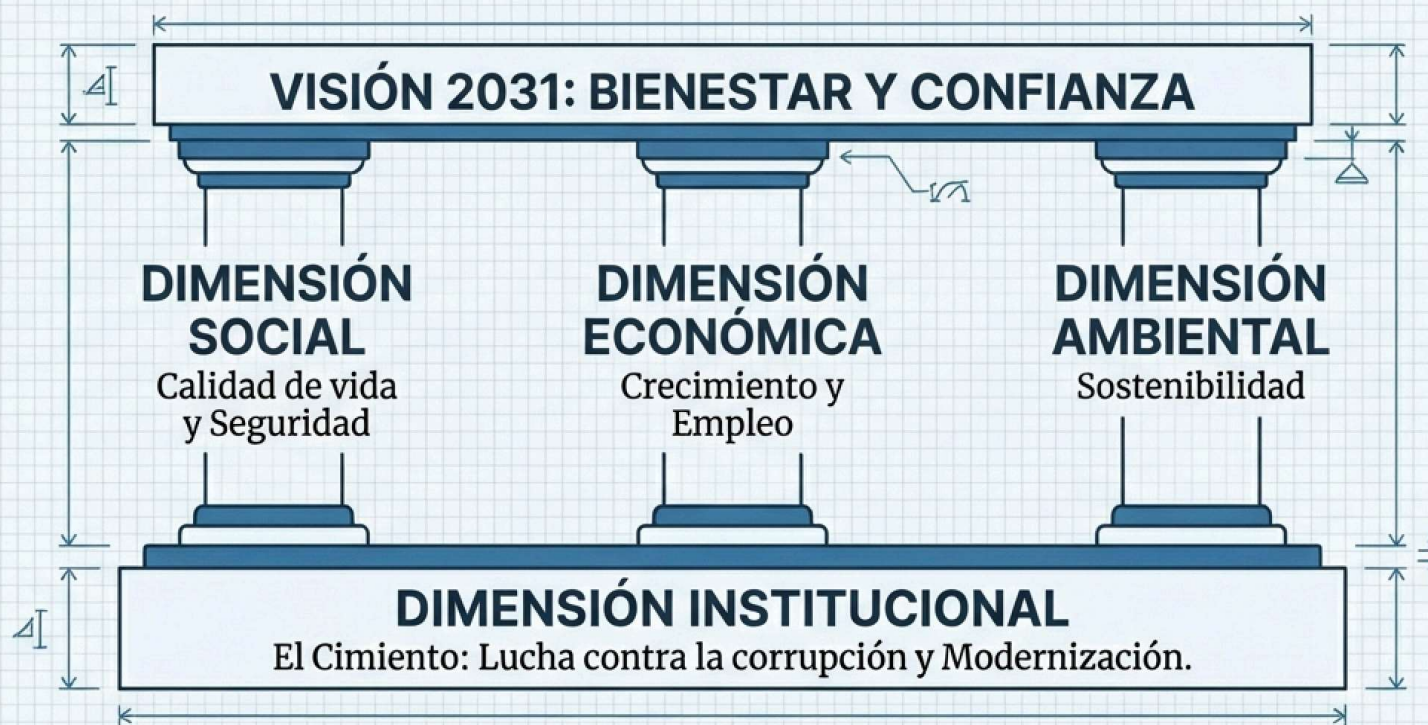 VISIÓN 2031: BIENESTAR Y CONFIANZA
DIMENSIÓN
SOCIAL
Calidad de vida
y Seguridad
DIMENSIÓN
ECONÓMICA
Crecimiento y
Empleo
DIMENSIÓN
AMBIENTAL
Sostenibilidad
DIMENSIÓN INSTITUCIONAL
El Cimiento: Lucha contra la corrupción y Modernización.